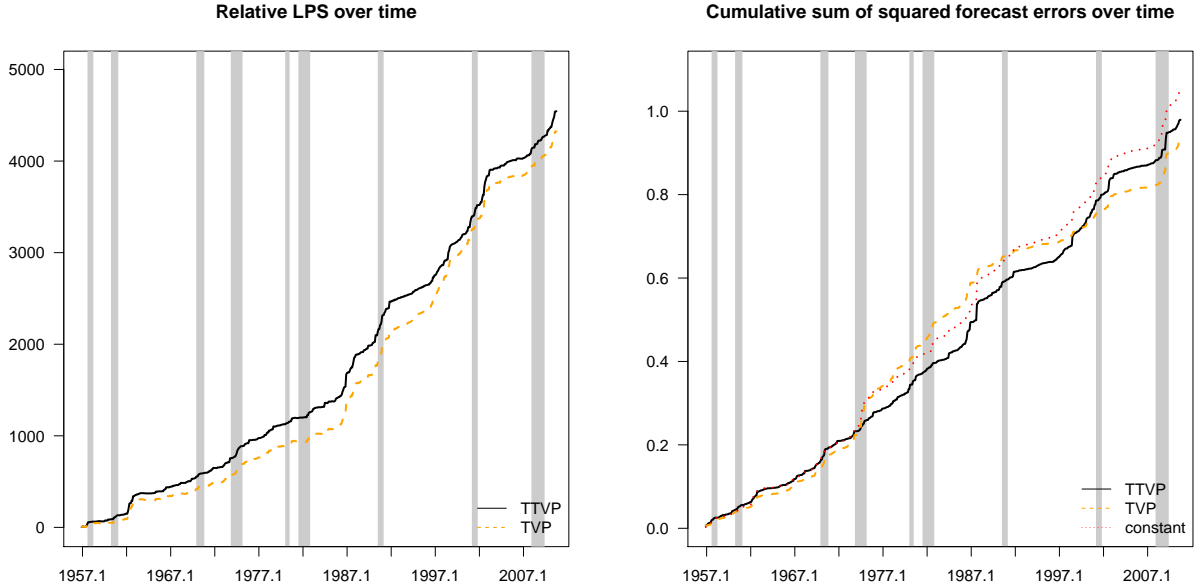 Relative LPS over time
5000
4000
3000
2000
1000
0
TTVP
TVP
1957.1 1967.1 1977.1 1987.1 1997.1 2007.1
Cumulative sum of squared forecast errors over time
1.0
0.8
0.6
0.4
0.2
0.0
TTVP
TVP
constant
1957.1 1967.1 1977.1 1987.1 1997.1 2007.1